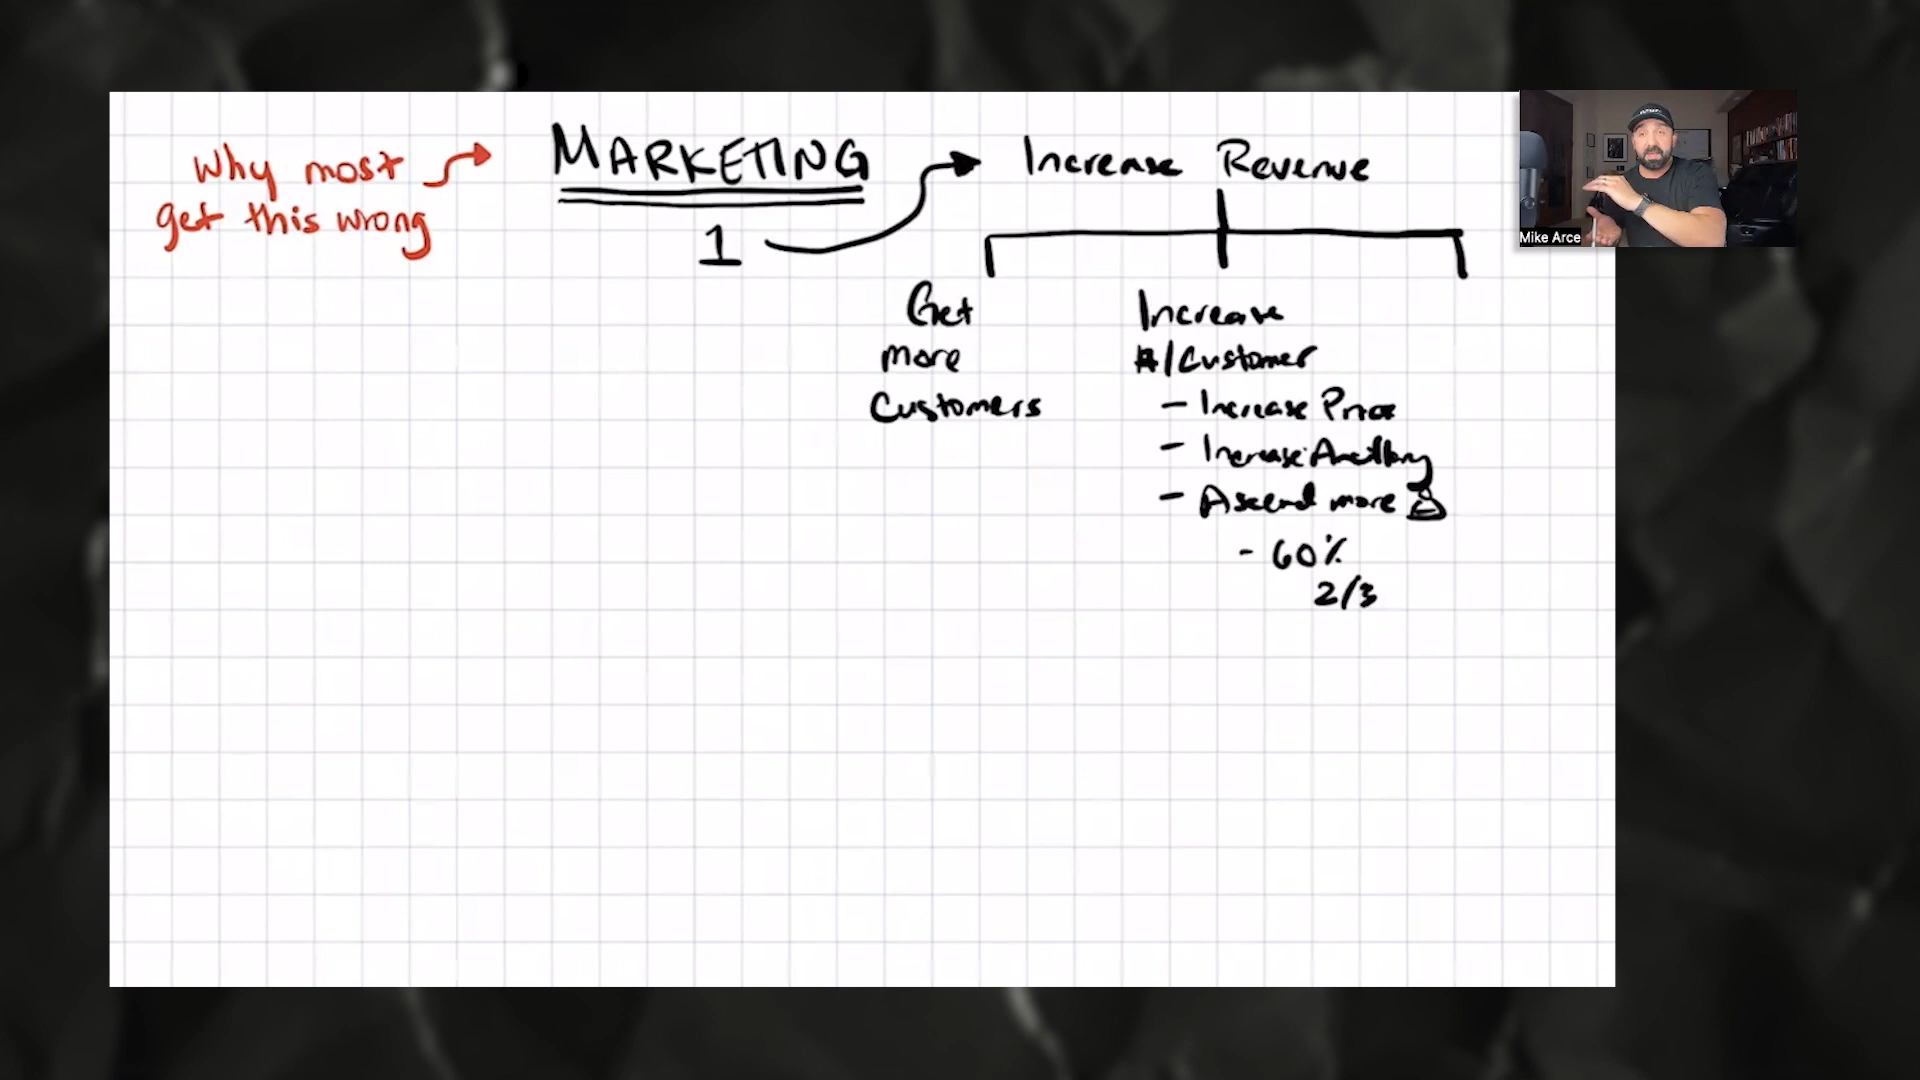 Why most
get this wrong
MARKETING
1
Increase Revenue
Get
more
Customers
Increase
/Customer
- Increase Price
- Increase Ancillary
- Ascend more
- 60%
2/3
Mike Arce